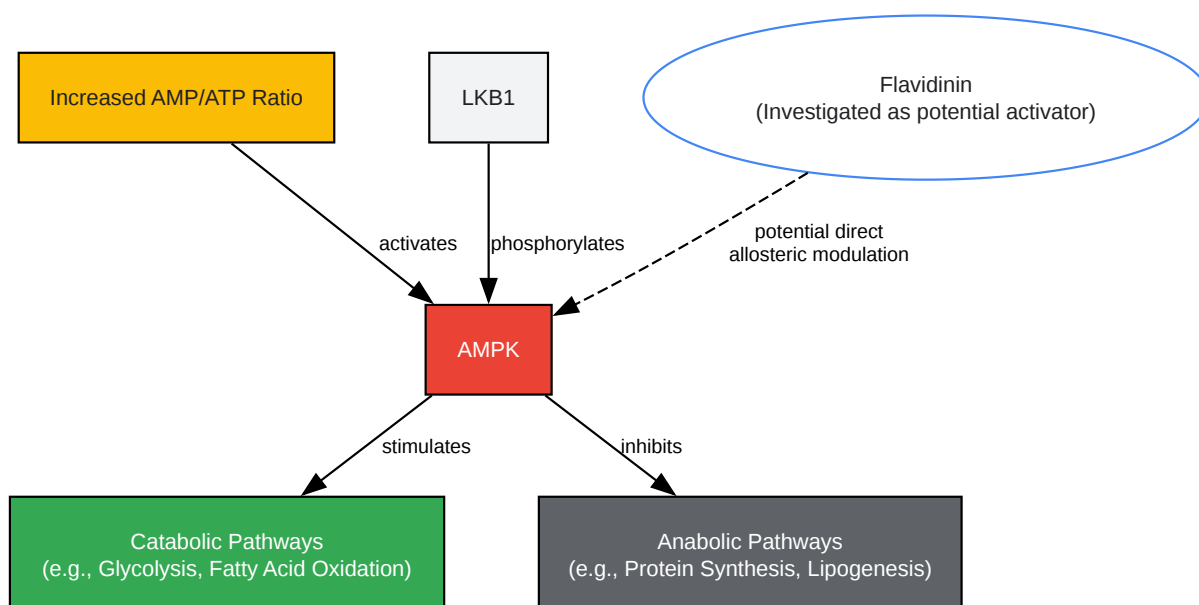 Increased AMP/ATP Ratio
LKB1
Flavidinin
(Investigated as potential activator)
activates
phosphorylates
potential direct
allosteric modulation
AMPK
stimulates
inhibits
Catabolic Pathways
(e.g., Glycolysis, Fatty Acid Oxidation)
Anabolic Pathways
(e.g., Protein Synthesis, Lipogenesis)